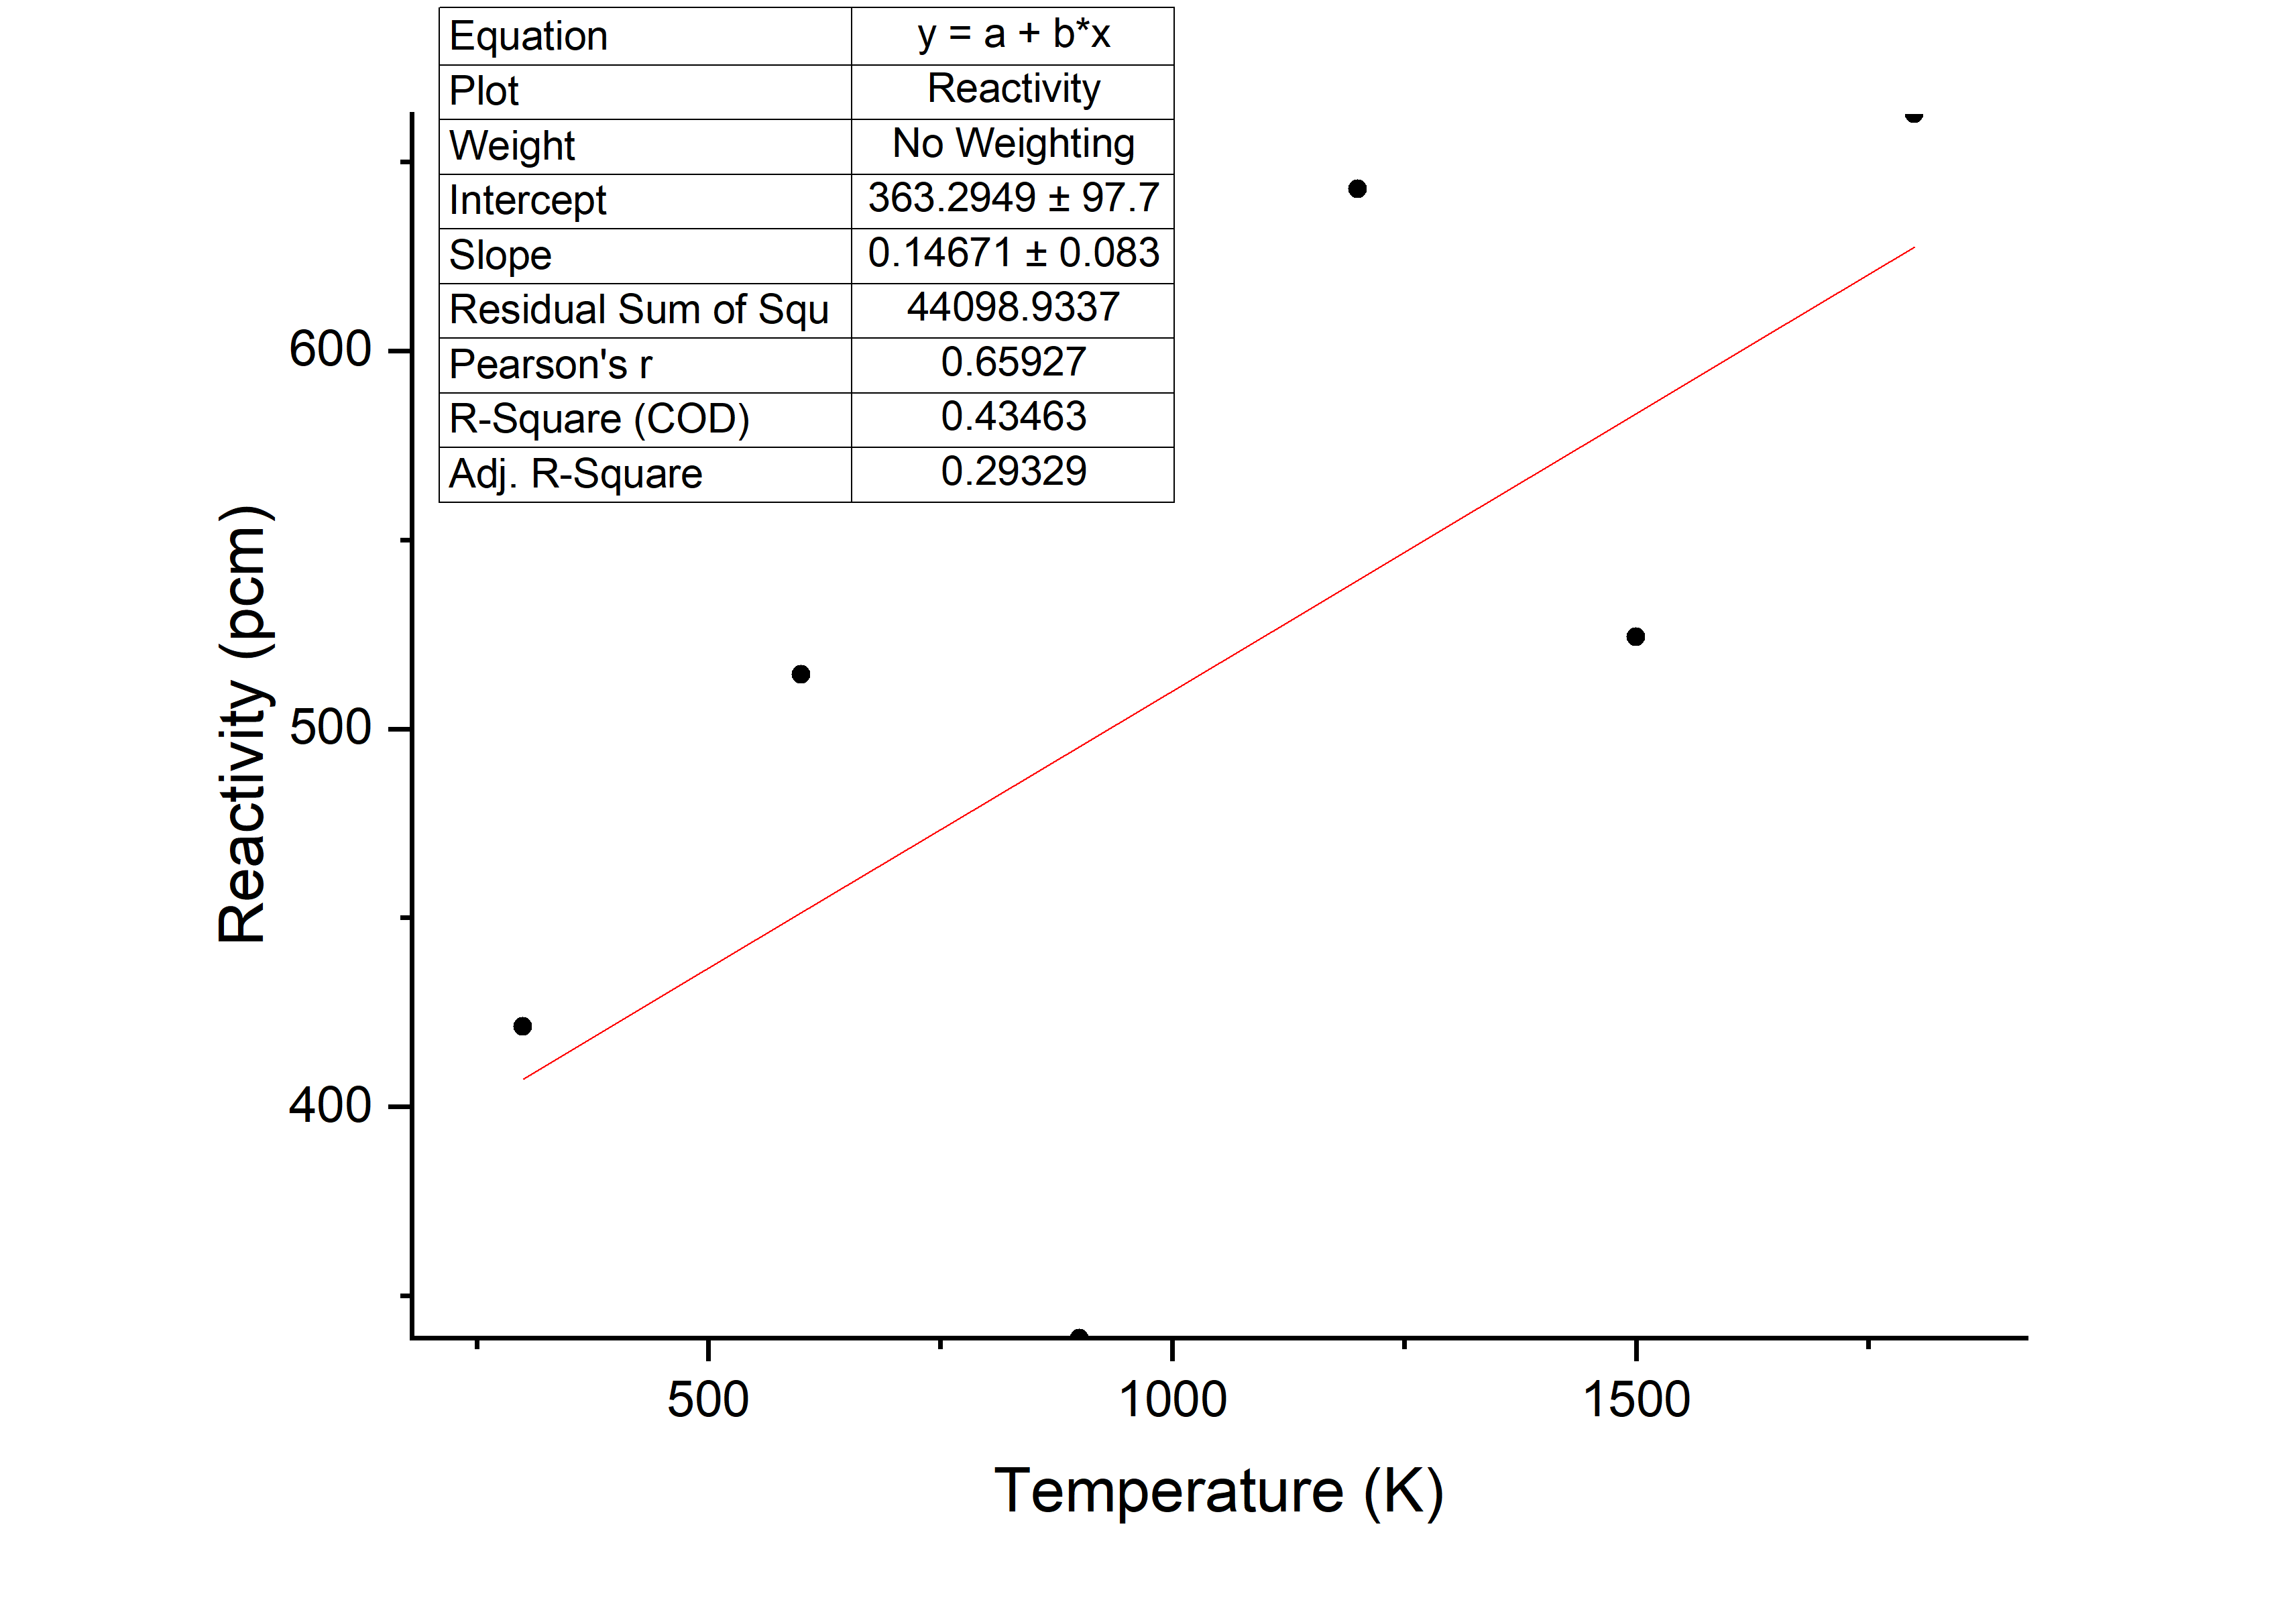 Equation y = a + b*x
Plot Reactivity
Weight No Weighting
Intercept 363.2949 ± 97.7
Slope 0.14671 ± 0.083
Residual Sum of Squ 44098.9337
Pearson's r 0.65927
R-Square (COD) 0.43463
Adj. R-Square 0.29329
600
500
400
Reactivity (pcm)
500 1000 1500
Temperature (K)